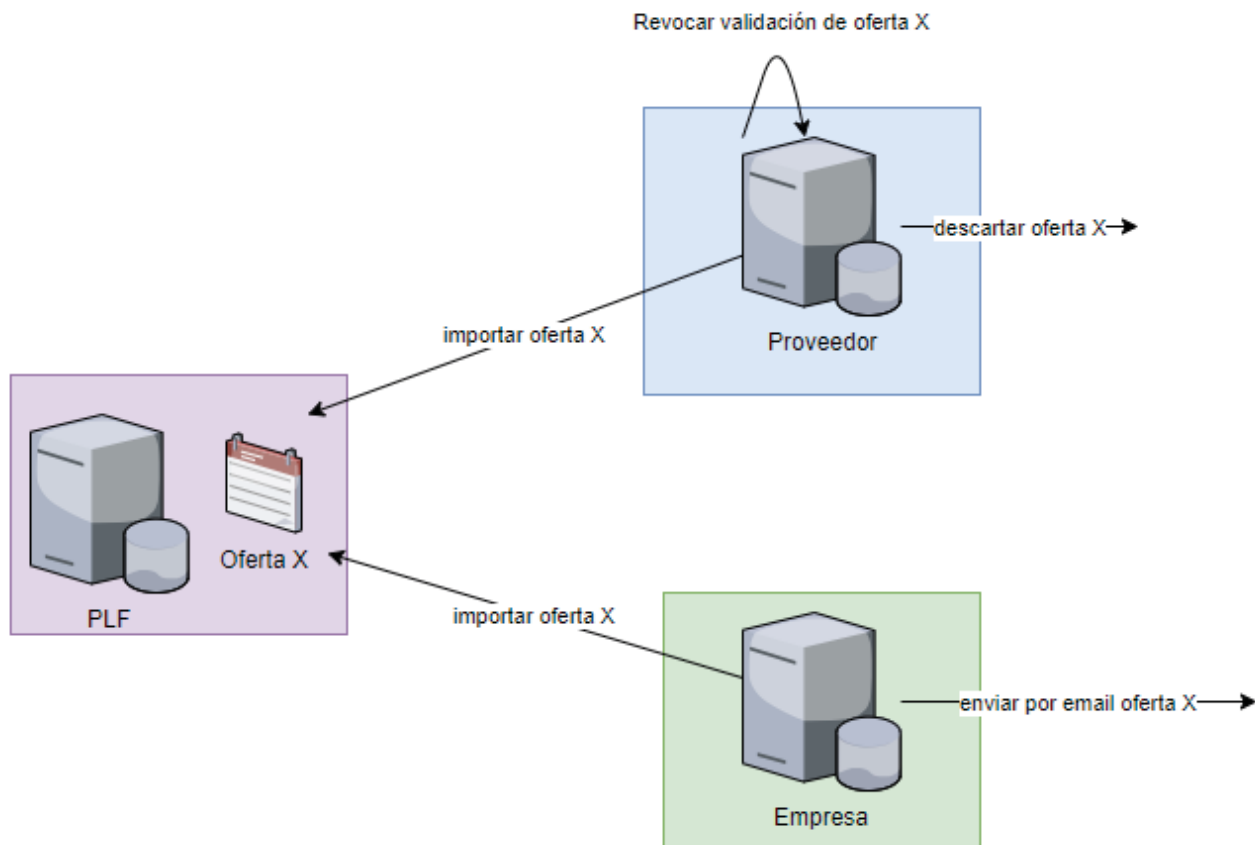 Revocar validación de oferta X
descartar oferta X
Proveedor
importar oferta X
Oferta X
PLF
importar oferta X
enviar por email oferta X
Empresa